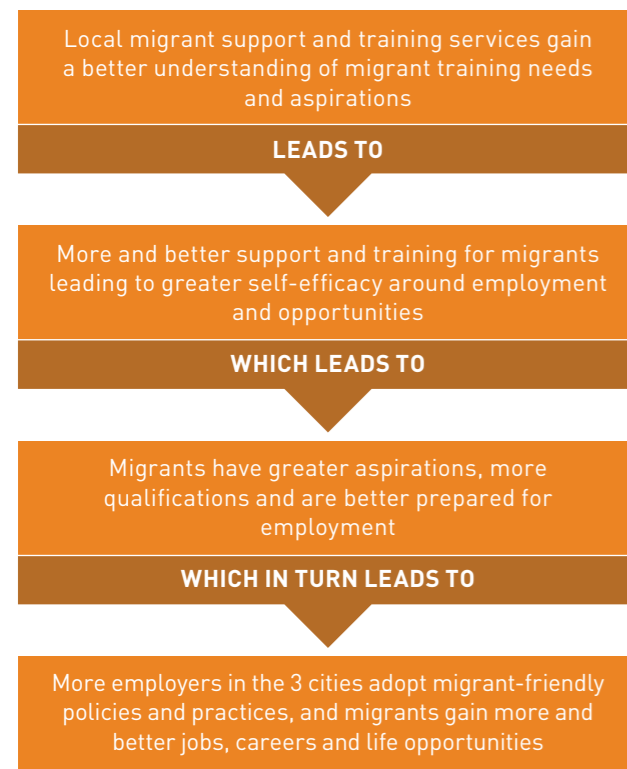 Local migrant support and training services gain
a better understanding of migrant training needs
and aspirations
LEADS TO
More and better support and training for migrants
leading to greater self-efficacy around employment
and opportunities
WHICH LEADS TO
Migrants have greater aspirations, more
qualifications and are better prepared for
employment
WHICH IN TURN LEADS TO
More employers in the 3 cities adopt migrant-friendly
policies and practices, and migrants gain more and
better jobs, careers and life opportunities